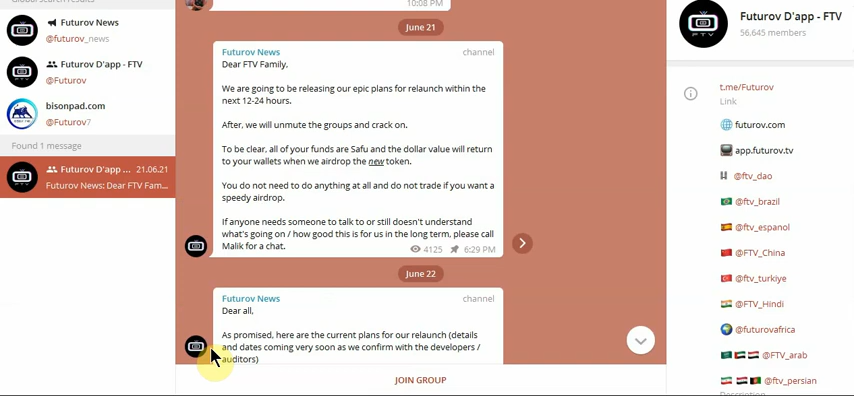 Global search results
Futurov News
@futurov_news
Futurov D'app - FTV
@Futurov
bisonpad.com
@Futurov7
Found 1 message
Futurov D'app ... 21.06.21
Futurov News: Dear FTV Fam...
10:08 PM
June 21
Futurov News channel
Dear FTV Family,
We are going to be releasing our epic plans for relaunch within the
next 12-24 hours.
After, we will unmute the groups and crack on.
To be clear, all of your funds are Safu and the dollar value will return
to your wallets when we airdrop the new token.
You do not need to do anything at all and do not trade if you want a
speedy airdrop.
If anyone needs someone to talk to or still doesn't understand
what's going on / how good this is for us in the long term, please call
Malik for a chat.
4125 6:29 PM
June 22
Futurov News channel
Dear all,
As promised, here are the current plans for our relaunch (details
and dates coming very soon as we confirm with the developers /
auditors)
JOIN GROUP
FTV
Futurov D'app - FTV
56,645 members
t.me/Futurov
Link
futurov.com
app.futurov.tv
@ftv_dao
@ftv_brazil
@ftv_espanol
@FTV_China
@ftv_turkiye
@FTV_Hindi
@futurovafrica
@FTV_arab
@ftv_persian
Description